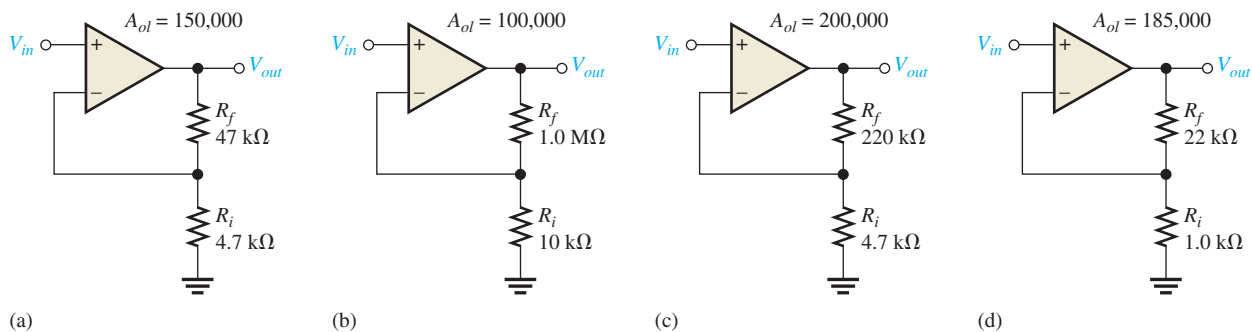 A_ol = 150,000
V_in
+
−
V_out
R_f
47 kΩ
R_i
4.7 kΩ
(a)
A_ol = 100,000
V_in
+
−
V_out
R_f
1.0 MΩ
R_i
10 kΩ
(b)
A_ol = 200,000
V_in
+
−
V_out
R_f
220 kΩ
R_i
4.7 kΩ
(c)
A_ol = 185,000
V_in
+
−
V_out
R_f
22 kΩ
R_i
1.0 kΩ
(d)